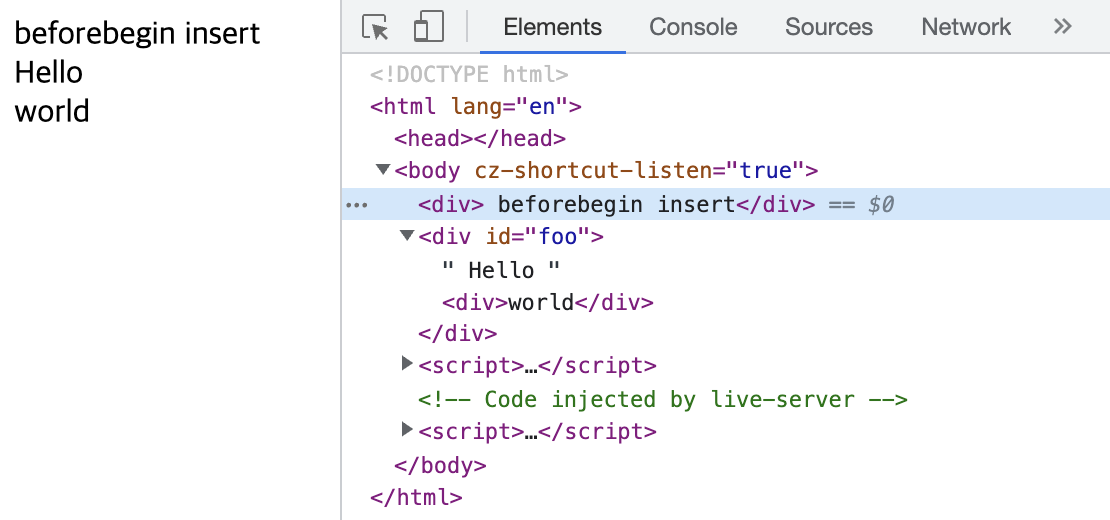 beforebegin insert
Hello
world
Elements Console Sources Network »
<!DOCTYPE html>
<html lang="en">
<head></head>
▼<body cz-shortcut-listen="true">
••• <div> beforebegin insert</div> == $0
▼<div id="foo">
" Hello "
<div>world</div>
</div>
▶<script>…</script>
<!-- Code injected by live-server -->
▶<script>…</script>
</body>
</html>